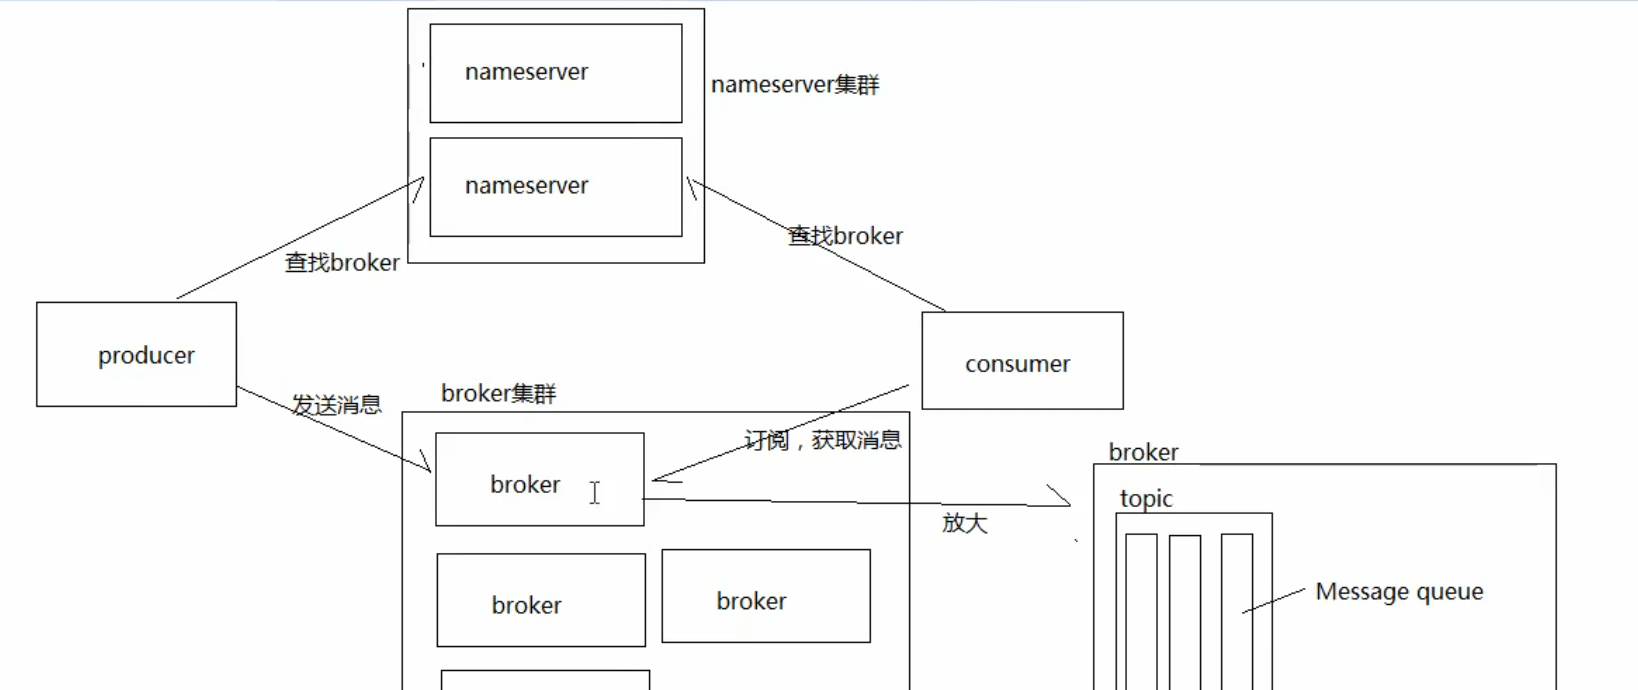 nameserver
nameserver集群
nameserver
查找broker
查找broker
producer
consumer
broker集群
发送消息
订阅，获取消息
broker
broker
topic
放大
Message queue
broker
broker